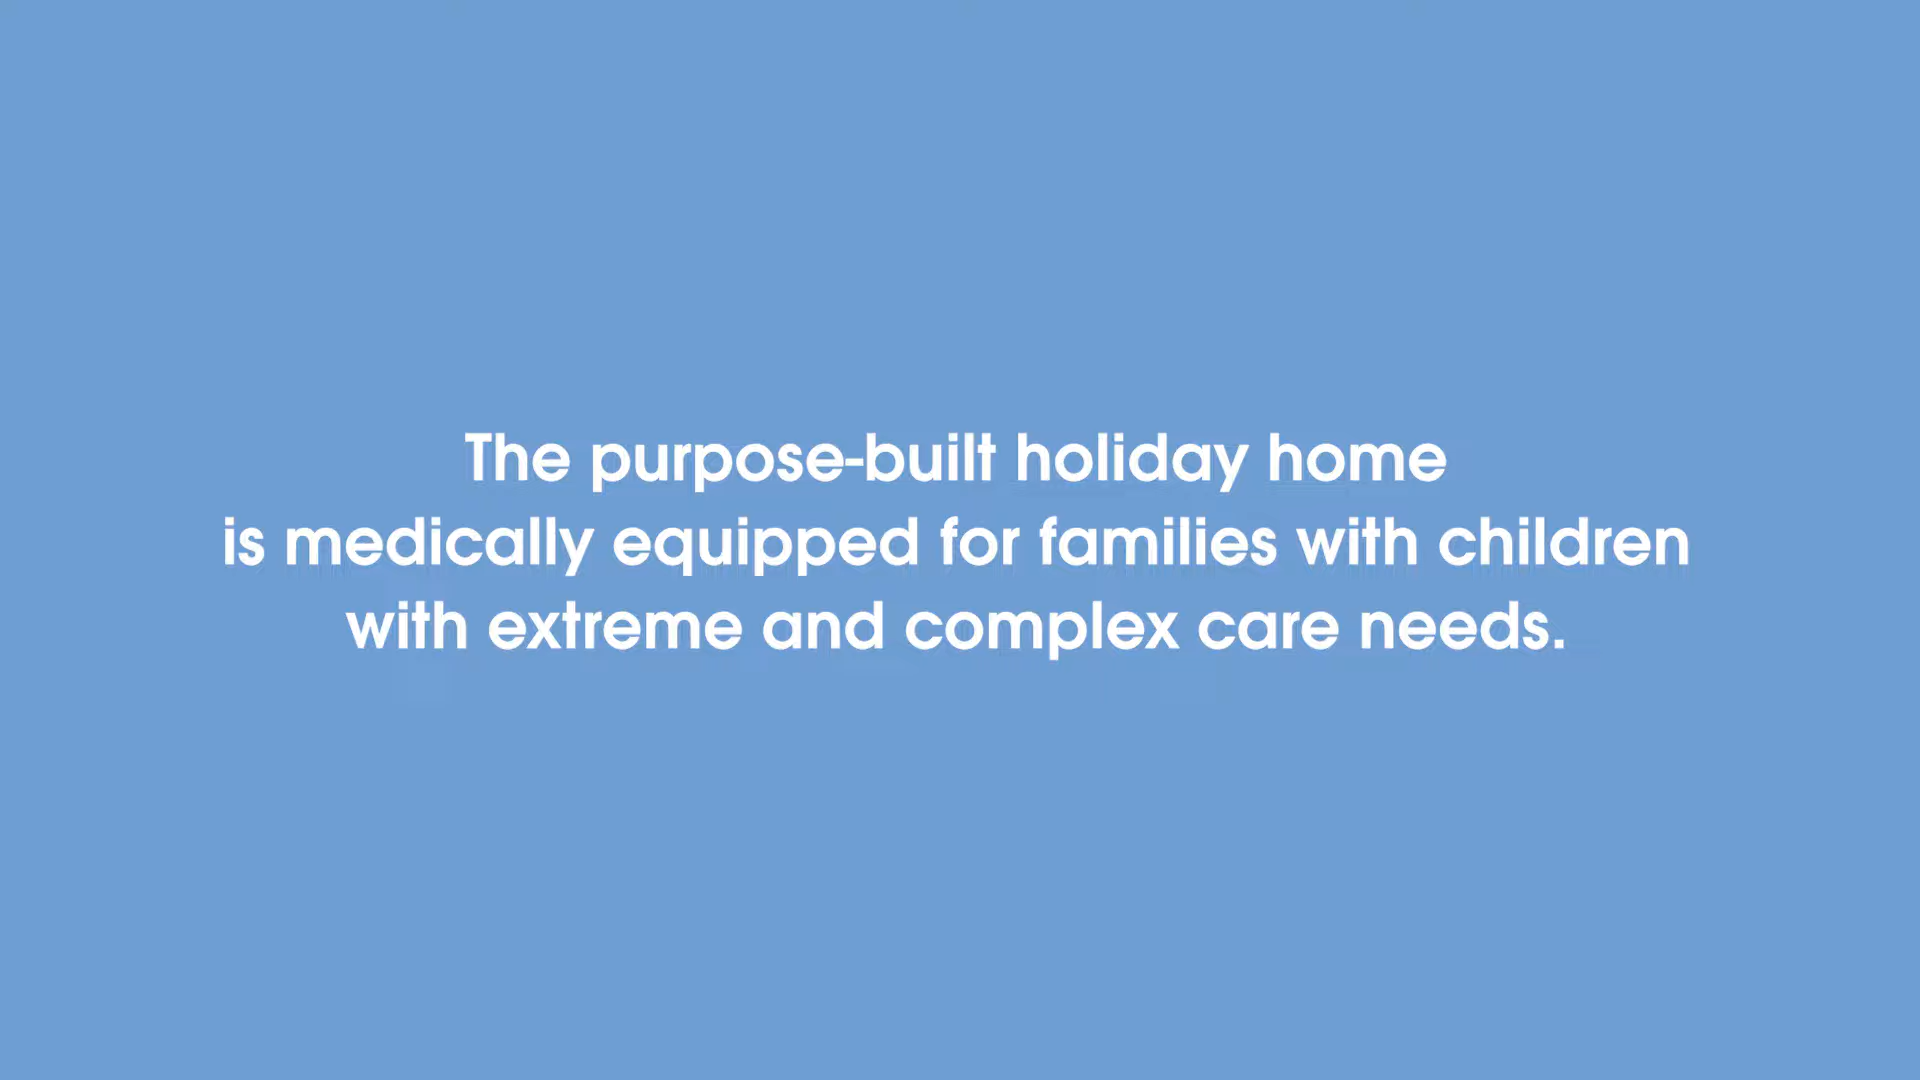 The purpose-built holiday home
is medically equipped for families with children
with extreme and complex care needs.